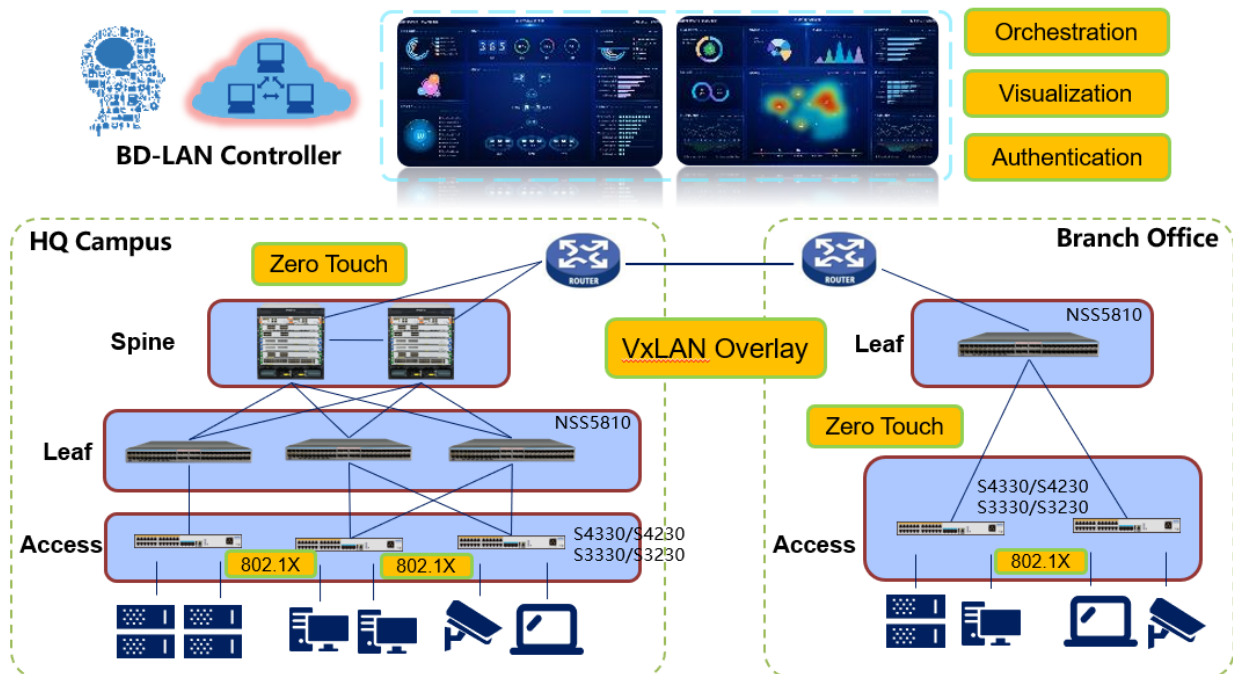 BD-LAN Controller
365
Orchestration
Visualization
Authentication
HQ Campus
Zero Touch
ROUTER
Spine
VxLAN Overlay
NSS5810
Leaf
Access
S4330/S4230
S3330/S3230
802.1X
802.1X
Branch Office
ROUTER
NSS5810
Leaf
Zero Touch
S4330/S4230
S3330/S3230
Access
802.1X